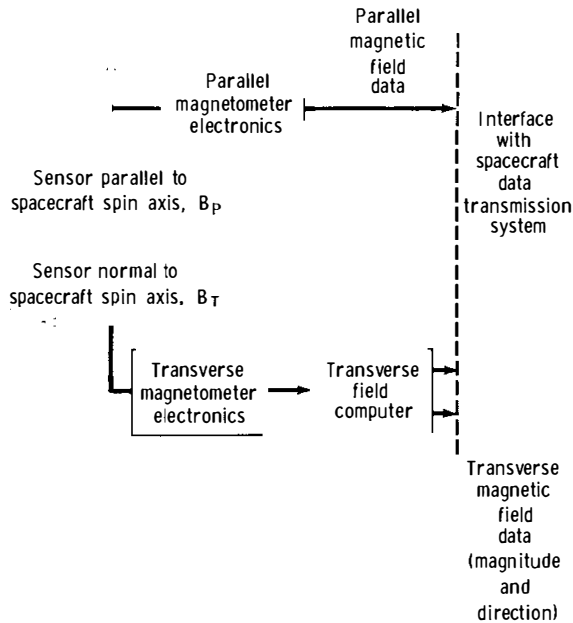 Parallel
magnetic
field
data
Parallel
magnetometer
electronics
Interface
with
spacecraft
data
transmission
system
Sensor parallel to
spacecraft spin axis, BP
Sensor normal to
spacecraft spin axis, BT
Transverse
magnetometer
electronics
Transverse
field
computer
Transverse
magnetic
field
data
(magnitude
and
direction)